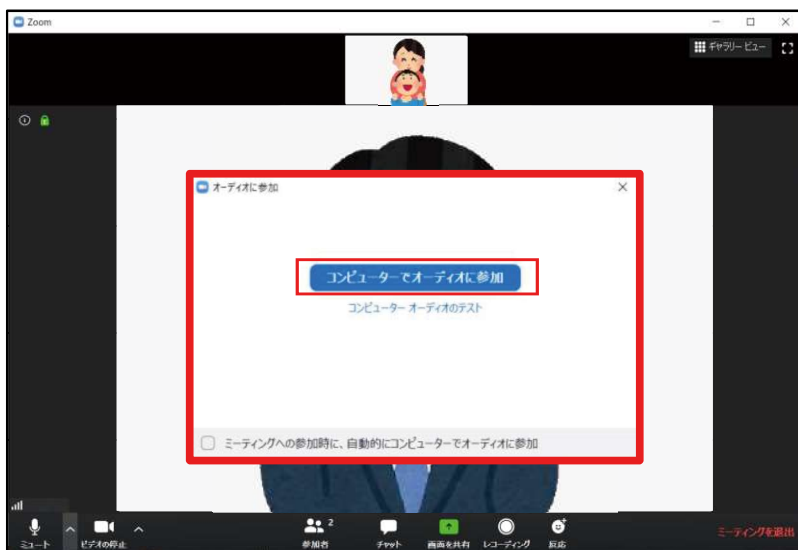 Zoom
ギャラリー ビュー
オーディオに参加
コンピューターでオーディオに参加
コンピューター オーディオのテスト
ミーティングへの参加時に、自動的にコンピューターでオーディオに参加
ミュート
ビデオの停止
2
参加者
チャット
画面を共有
レコーディング
反応
ミーティングを退出